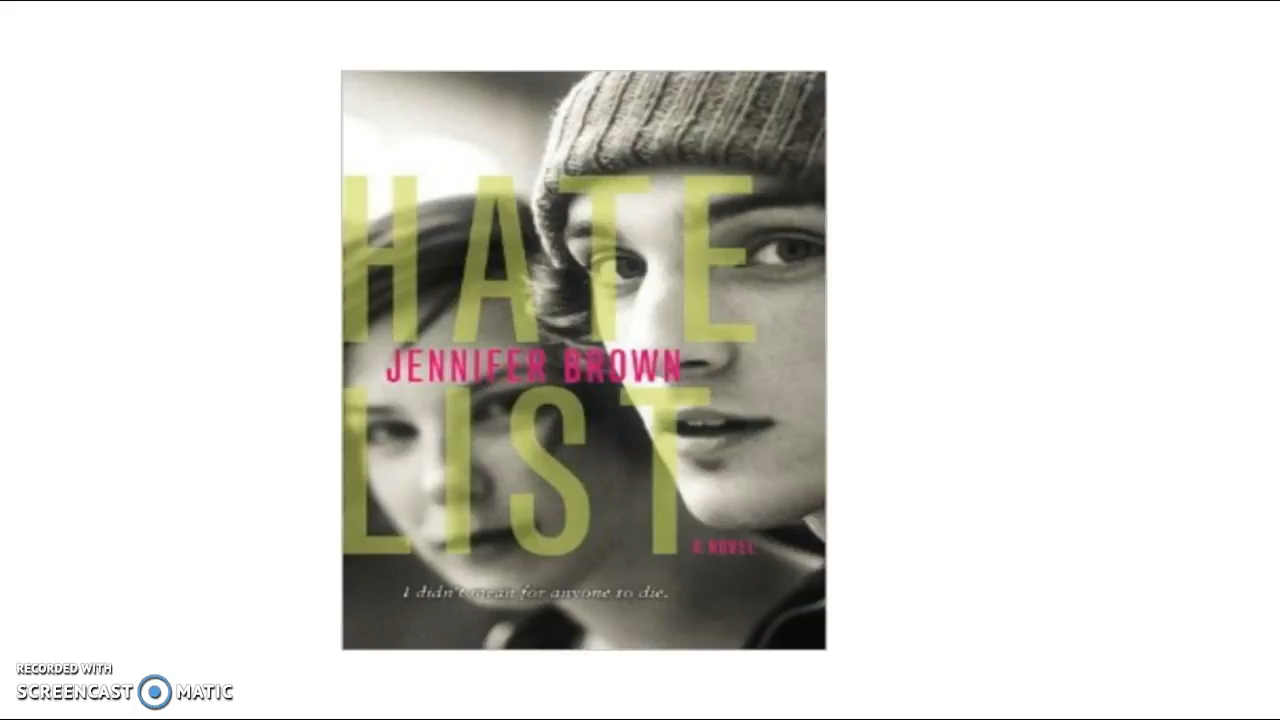 HATE
JENNIFER BROWN
LIST
A NOVEL
I didn't mean for anyone to die.
RECORDED WITH
SCREENCAST MATIC